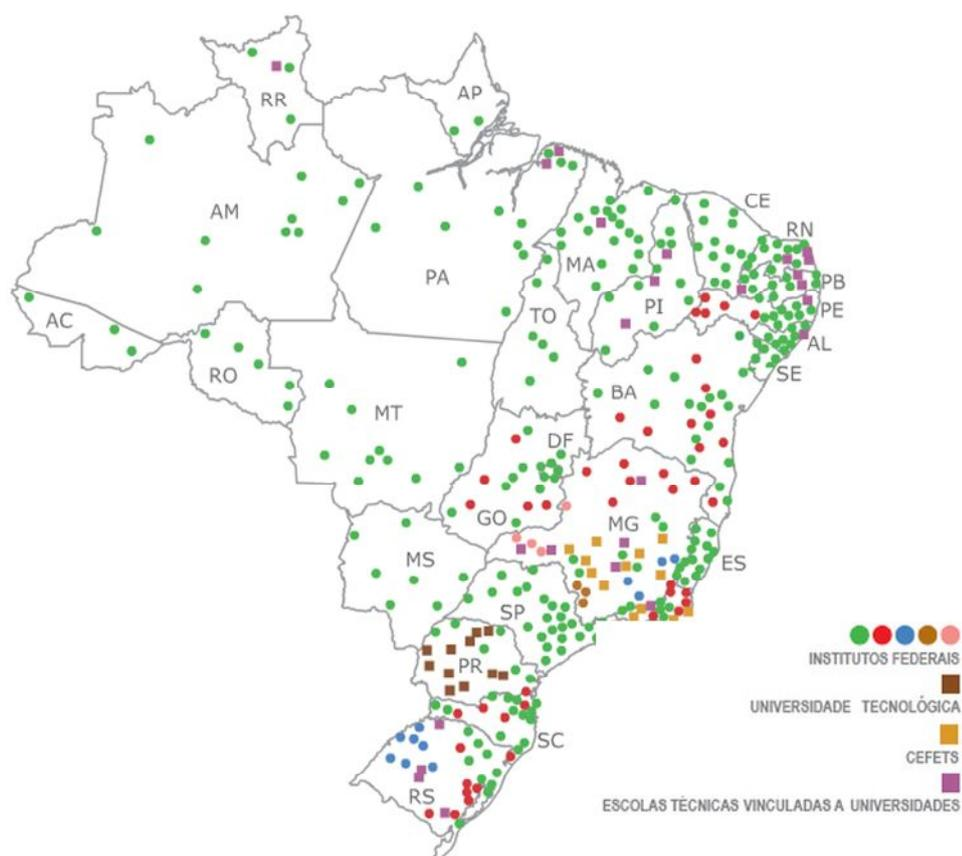 RR
AP
AM
PA
MA
CE
RN
PB
PE
AL
SE
PI
TO
AC
RO
MT
BA
DF
GO
MG
ES
MS
SP
PR
SC
RS
INSTITUTOS FEDERAIS
UNIVERSIDADE TECNOLÓGICA
CEFETS
ESCOLAS TÉCNICAS VINCULADAS A UNIVERSIDADES